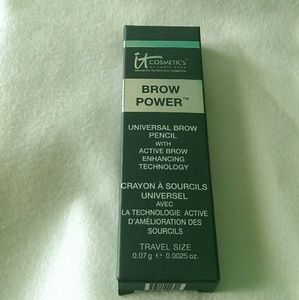 it
COSMETICS
BROW
POWER™
UNIVERSAL BROW
PENCIL
WITH
ACTIVE BROW
ENHANCING
TECHNOLOGY
CRAYON À SOURCILS
UNIVERSEL
AVEC
LA TECHNOLOGIE ACTIVE
D'AMÉLIORATION DES
SOURCILS
TRAVEL SIZE
0.07 g ℮ 0.0025 oz.